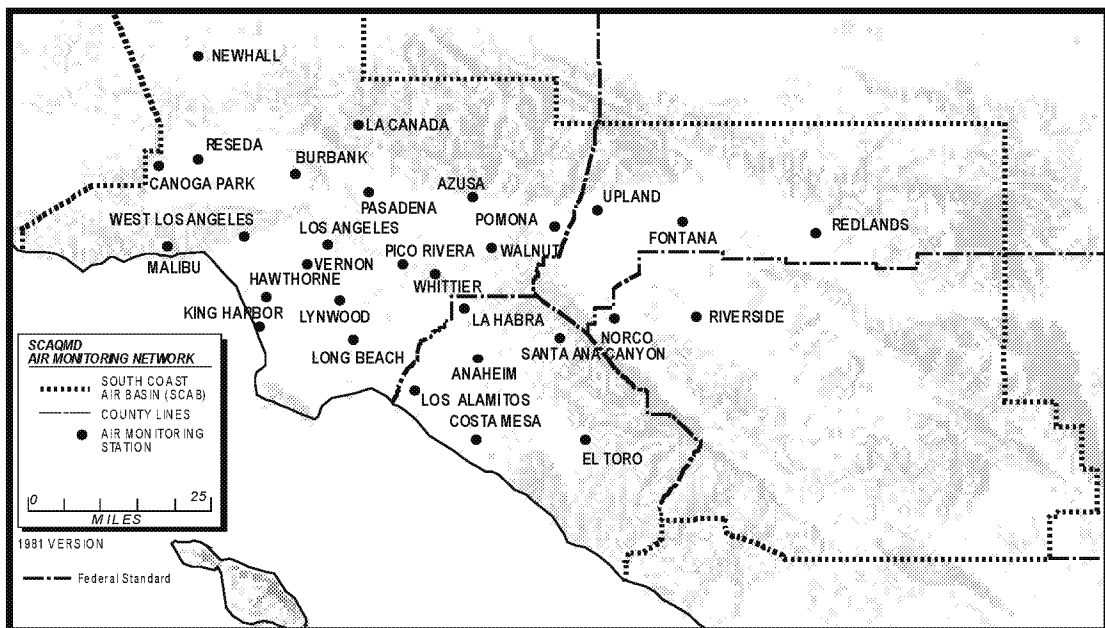 NEWHALL
LA CANADA
RESEDA
BURBANK
CANOGA PARK
AZUSA
PASADENA
UPLAND
WEST LOS ANGELES
POMONA
LOS ANGELES
REDLANDS
FONTANA
PICO RIVERA
WALNUT
MALIBU
VERNON
HAWTHORNE
WHITTIER
KING HARBOR
LYNWOOD
LA HABRA
RIVERSIDE
NORCO
SANTA ANA CANYON
LONG BEACH
ANAHEIM
LOS ALAMITOS
COSTA MESA
EL TORO
SCAQMD
AIR MONITORING NETWORK
SOUTH COAST
AIR BASIN (SCAB)
COUNTY LINES
AIR MONITORING
STATION
0 25
MILES
1981 VERSION
Federal Standard